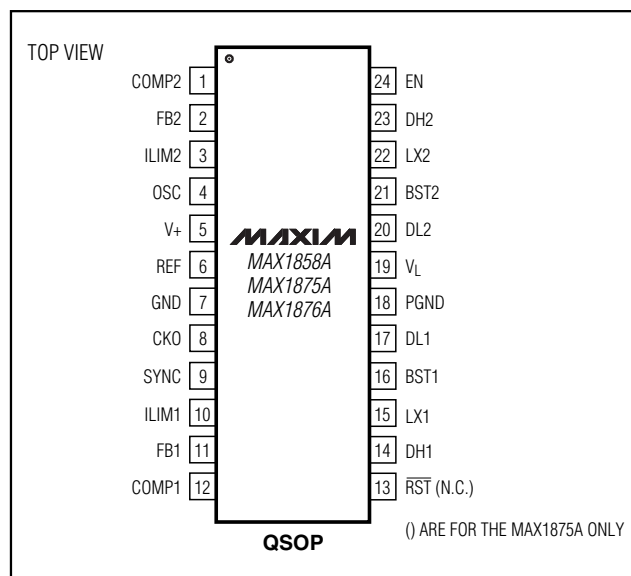 TOP VIEW
COMP2 1
FB2 2
ILIM2 3
OSC 4
V+ 5
REF 6
GND 7
CKO 8
SYNC 9
ILIM1 10
FB1 11
COMP1 12
MAXIM
MAX1858A
MAX1875A
MAX1876A
24 EN
23 DH2
22 LX2
21 BST2
20 DL2
19 VL
18 PGND
17 DL1
16 BST1
15 LX1
14 DH1
13 RST (N.C.)
QSOP
() ARE FOR THE MAX1875A ONLY